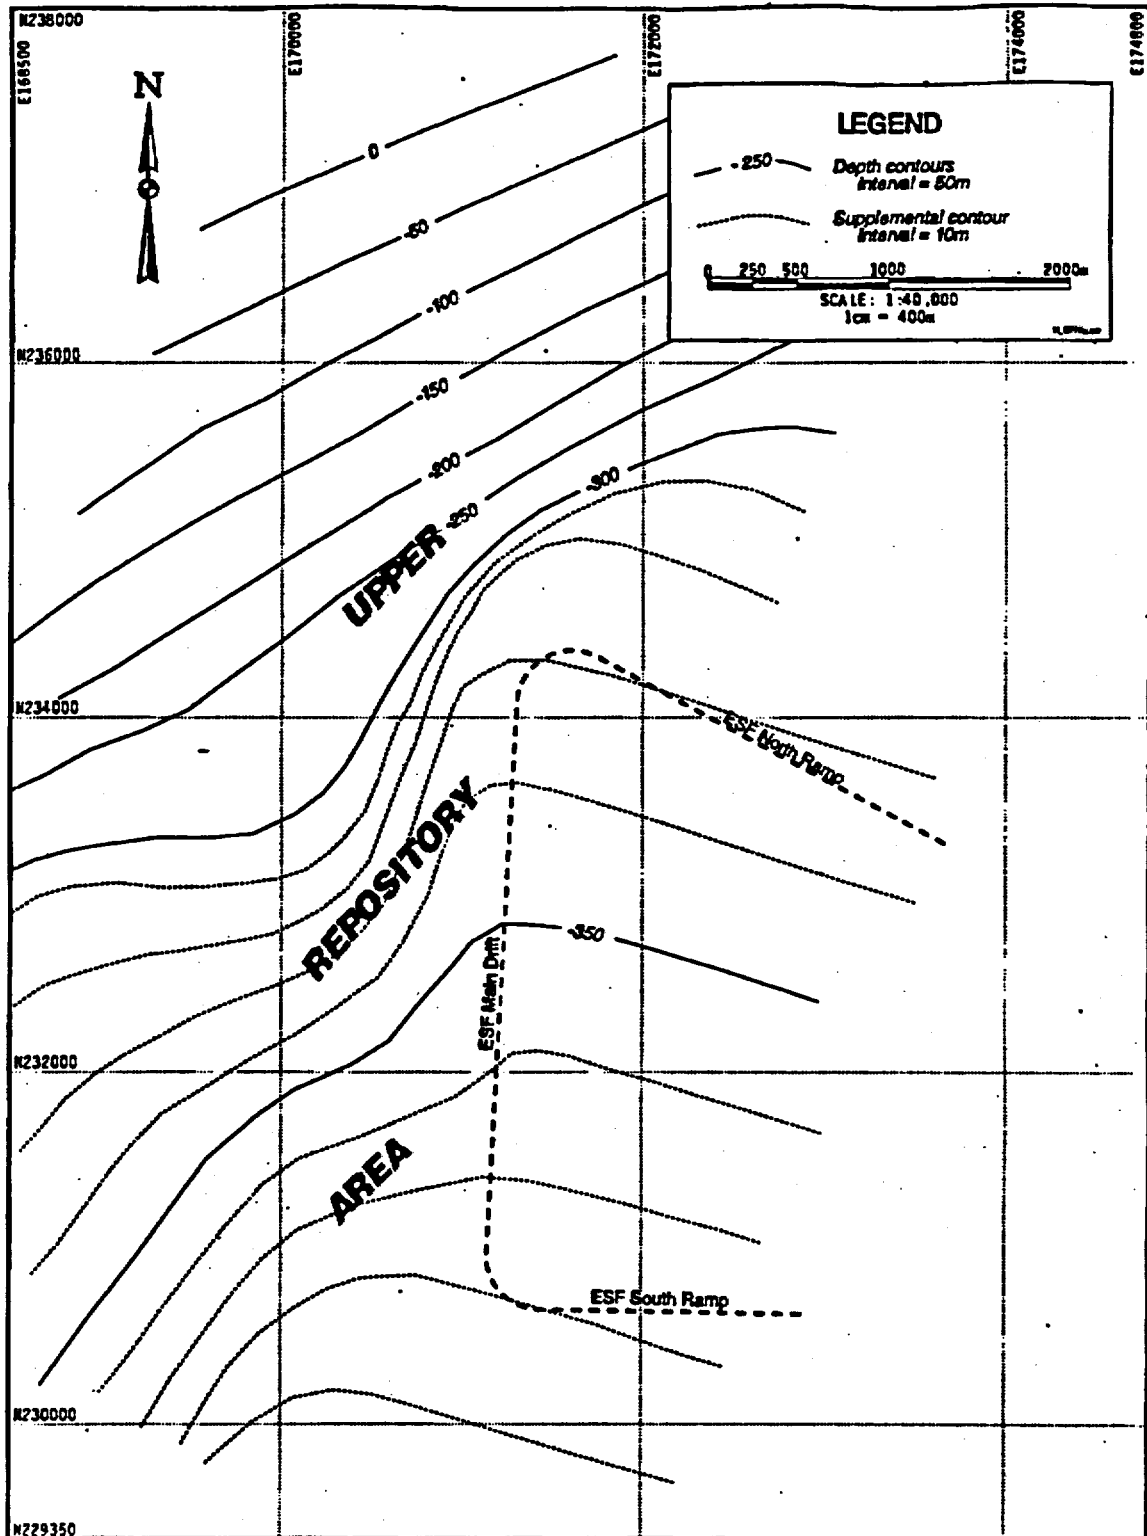 N238000
E168500
E170000
E172000
E174000
E174800
N
LEGEND
-250
Depth contours
Interval = 50m
Supplemental contour
Interval = 10m
0 250 500 1000 2000m
SCALE: 1:40,000
1cm = 400m
0
-50
-100
N236000
-150
-200
-300
-250
UPPER
N234000
ESF North Ramp
REPOSITORY
-350
ESF Main Drift
N232000
AREA
ESF South Ramp
N230000
N229350